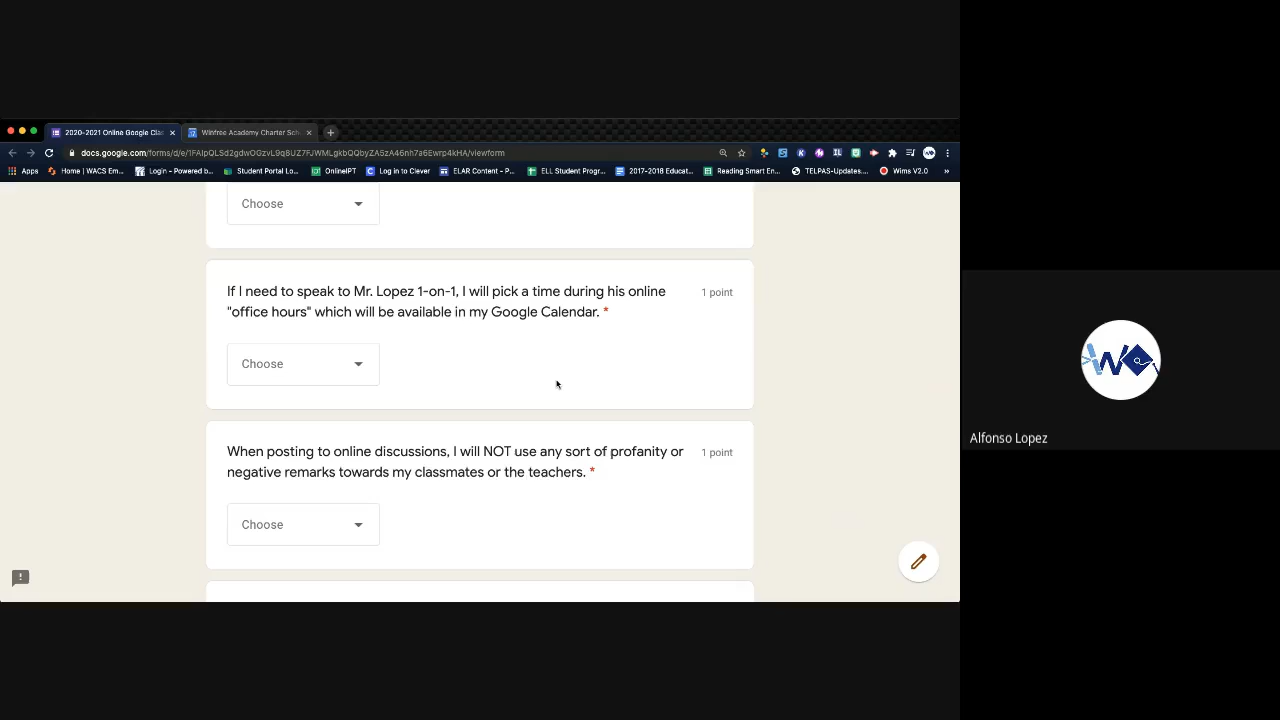 2020-2021 Online Google Cla
Winfree Academy Charter Sch
docs.google.com/forms/d/e/
/viewform
Apps
Home | WACS Em...
Login - Powered b...
Student Portal Lo...
OnlineIPT
Log in to Clever
ELAR Content - P...
ELL Student Progr...
2017-2018 Educat...
Reading Smart En...
TELPAS-Updates....
Wims V2.0
»
Choose
If I need to speak to Mr. Lopez 1-on-1, I will pick a time during his online
1 point
"office hours" which will be available in my Google Calendar. *
Choose
When posting to online discussions, I will NOT use any sort of profanity or
1 point
negative remarks towards my classmates or the teachers. *
Choose
Alfonso Lopez